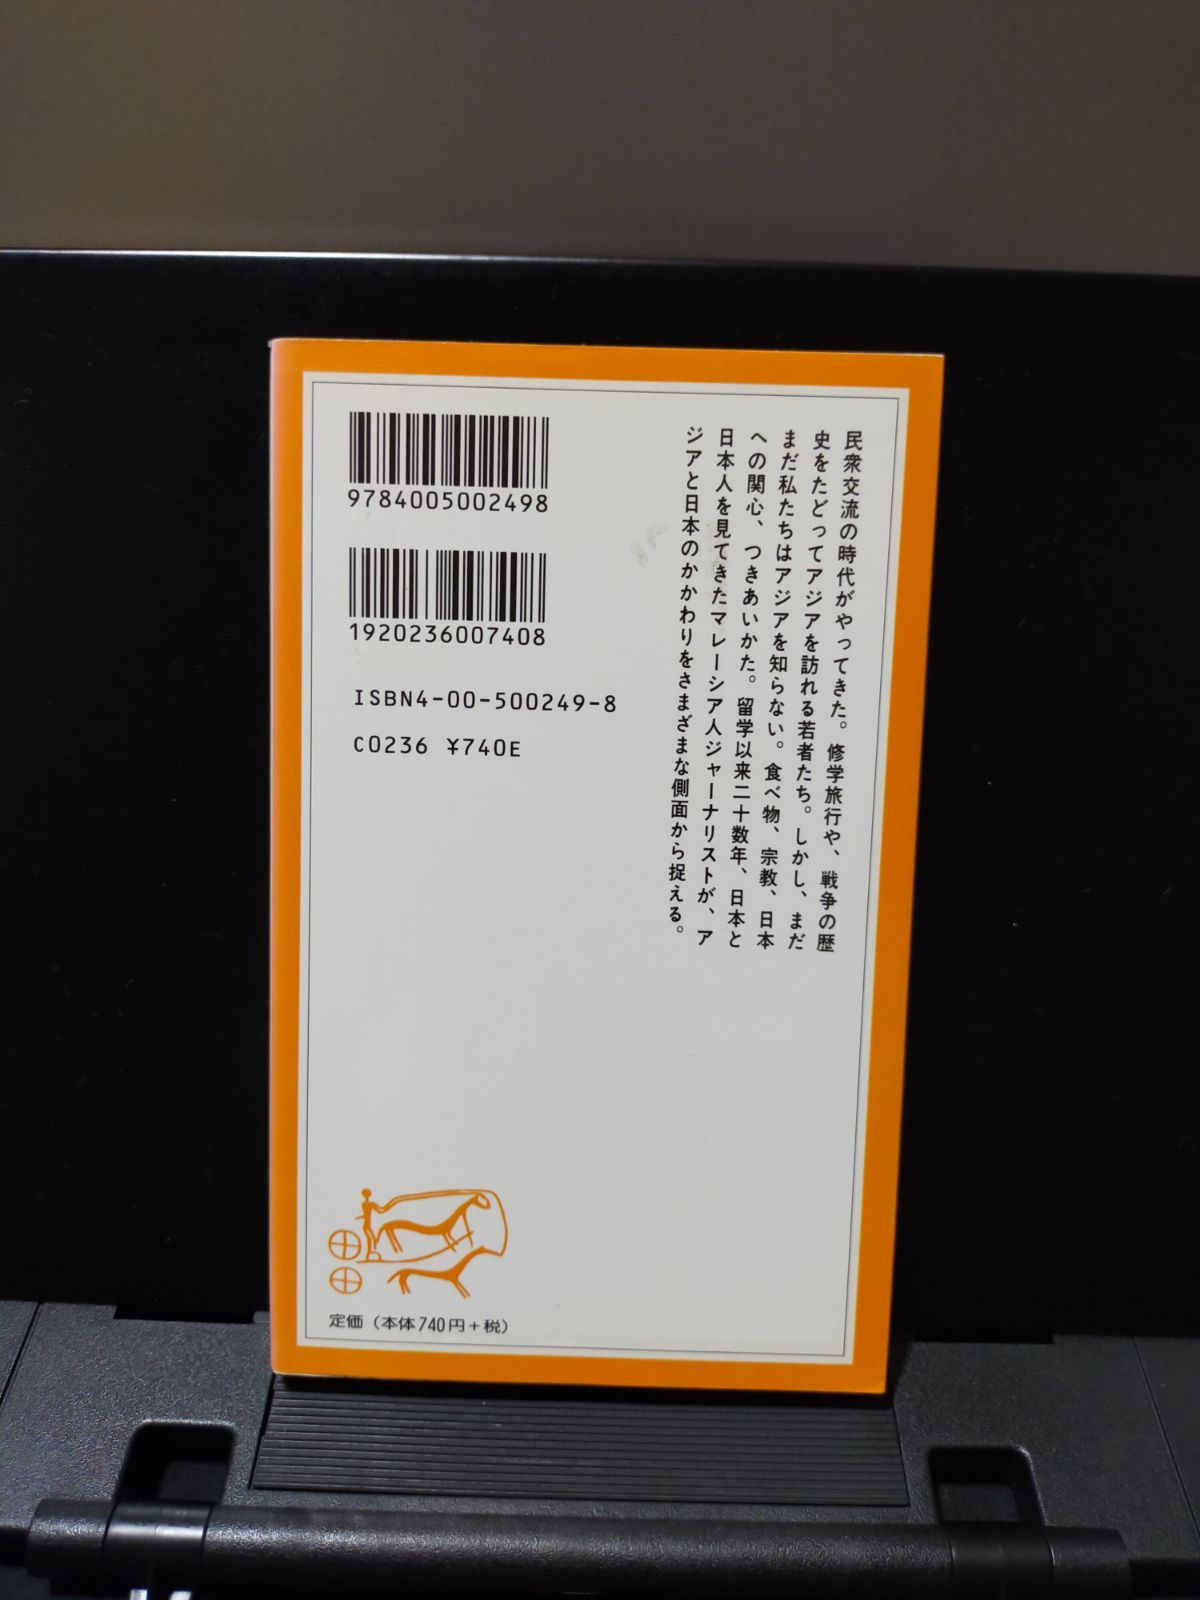 民衆交流の時代がやってきた。修学旅行や、戦争の歴
史をたどってアジアを訪れる若者たち。しかし、まだ
まだ私たちはアジアを知らない。食べ物、宗教、日本
への関心、つきあいかた。留学以来二十数年、日本と
日本人を見てきたマレーシア人ジャーナリストが、ア
ジアと日本のかかわりをさまざまな側面から捉える。
9784005002498
1920236007408
ISBN4-00-500249-8
C0236 ¥740E
定価（本体740円+税）